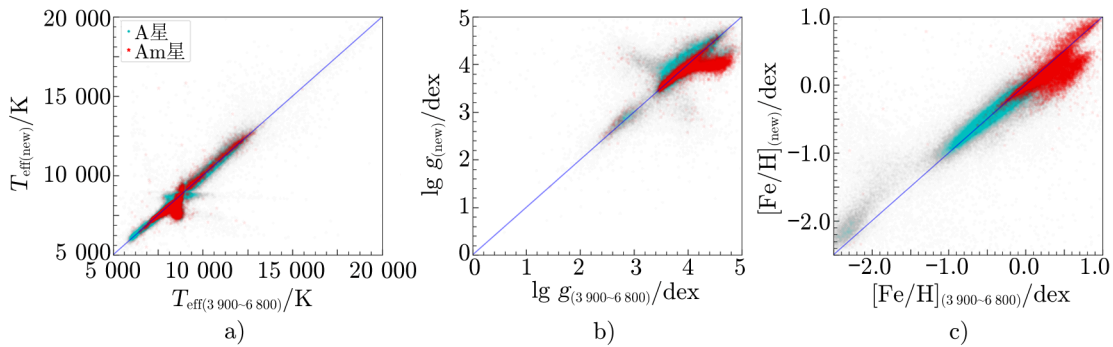 20 000
15 000
10 000
5 000
T_eff(new)/K
A星
Am星
5 000 10 000 15 000 20 000
T_eff(3 900~6 800)/K
a)
5
4
3
2
1
0
lg g_(new)/dex
0 1 2 3 4 5
lg g_(3 900~6 800)/dex
b)
1.0
0.0
−1.0
−2.0
[Fe/H]_(new)/dex
−2.0 −1.0 0.0 1.0
[Fe/H]_(3 900~6 800)/dex
c)